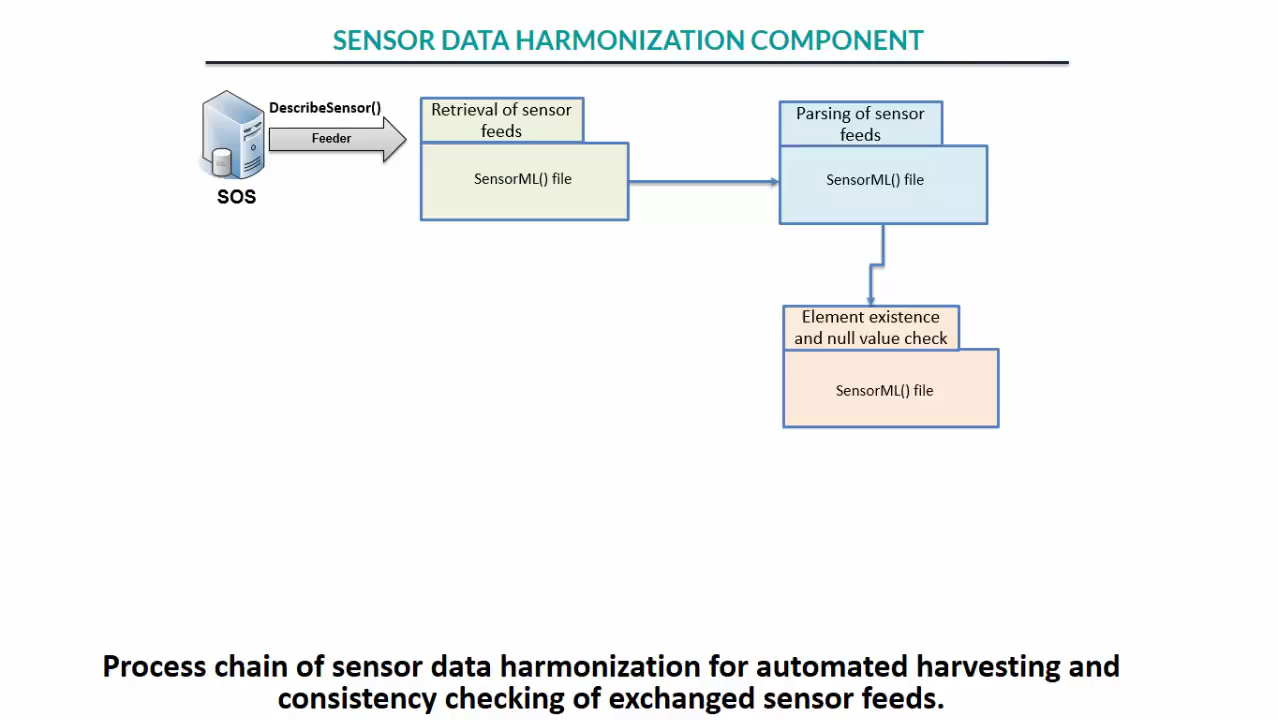 SENSOR DATA HARMONIZATION COMPONENT
DescribeSensor()
Feeder
SOS
Retrieval of sensor
feeds
SensorML() file
Parsing of sensor
feeds
SensorML() file
Element existence
and null value check
SensorML() file
Process chain of sensor data harmonization for automated harvesting and
consistency checking of exchanged sensor feeds.